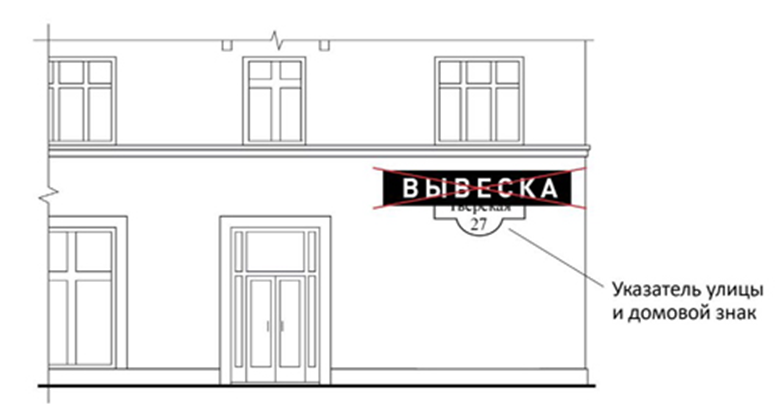 ВЫВЕСКА
Тверская
27
Указатель улицы
и домовой знак